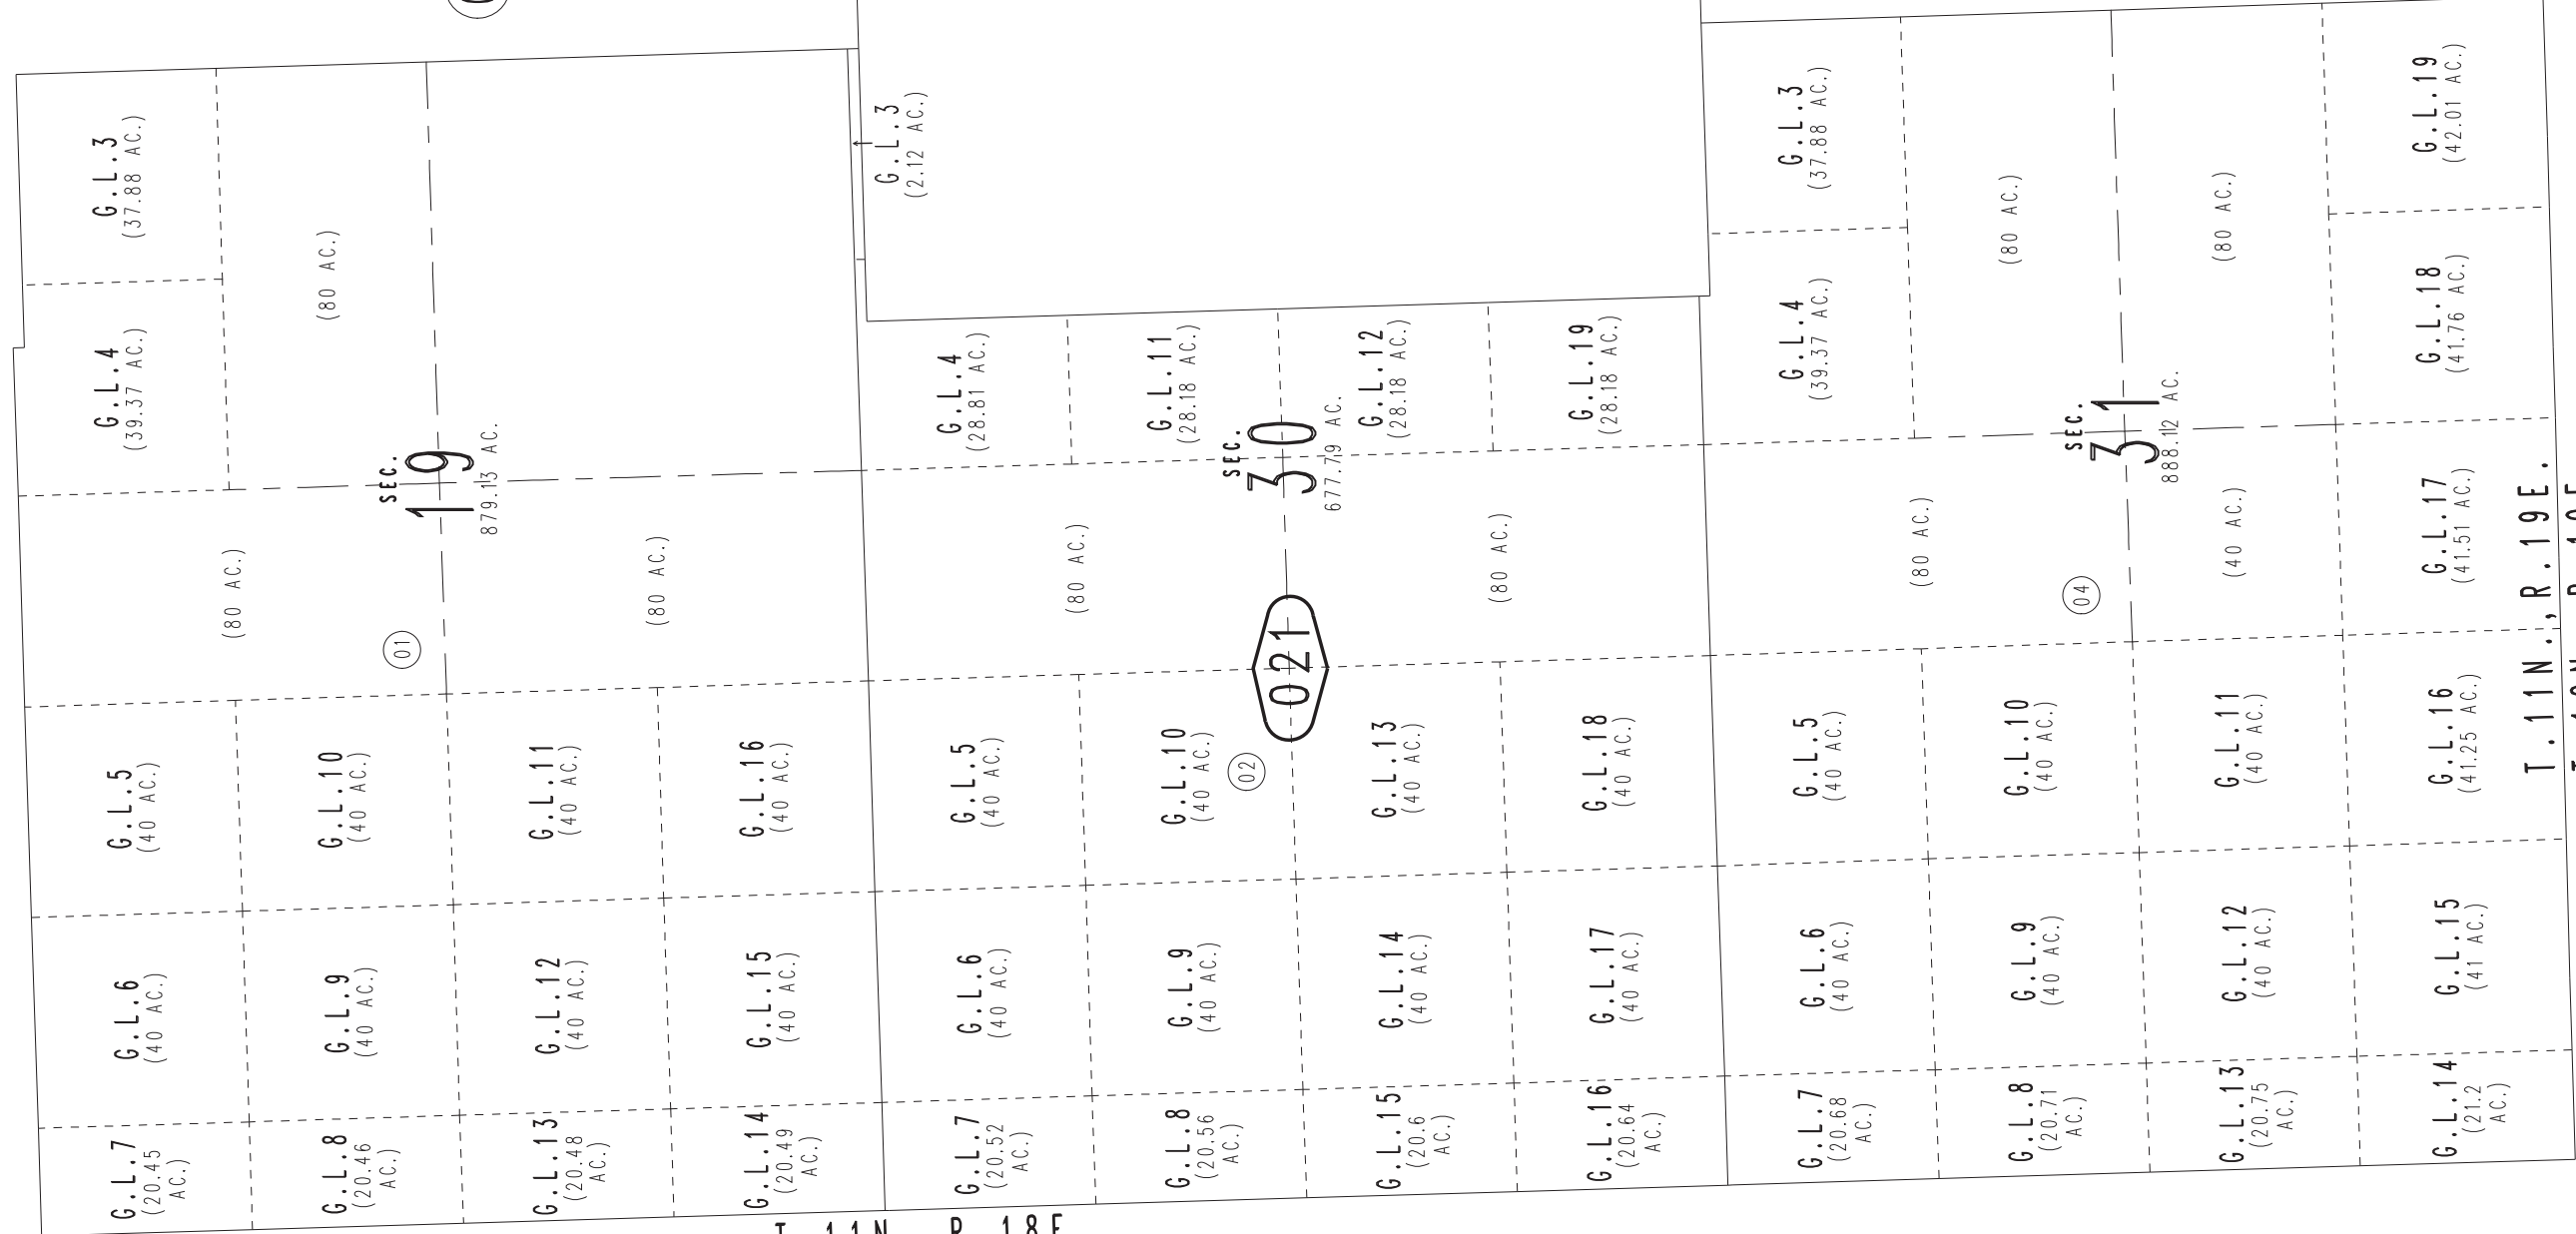 G.L.3
(37.88 AC.)
G.L.4
(39.37 AC.)
(80 AC.)
SEC.
19
879.13 AC.
(80 AC.)
01
(80 AC.)
G.L.5
(40 AC.)
G.L.10
(40 AC.)
G.L.11
(40 AC.)
G.L.16
(40 AC.)
G.L.6
(40 AC.)
G.L.9
(40 AC.)
G.L.12
(40 AC.)
G.L.15
(40 AC.)
G.L.7
(20.45
AC.)
G.L.8
(20.46
AC.)
G.L.13
(20.48
AC.)
G.L.14
(20.49
AC.)
G.L.3
(2.12 AC.)
G.L.4
(28.81 AC.)
G.L.11
(28.18 AC.)
G.L.12
(28.18 AC.)
G.L.19
(28.18 AC.)
SEC.
30
677.79 AC.
(80 AC.)
(80 AC.)
021
02
G.L.5
(40 AC.)
G.L.10
(40 AC.)
G.L.13
(40 AC.)
G.L.18
(40 AC.)
G.L.6
(40 AC.)
G.L.9
(40 AC.)
G.L.14
(40 AC.)
G.L.17
(40 AC.)
G.L.7
(20.52
AC.)
G.L.8
(20.56
AC.)
G.L.15
(20.6
AC.)
G.L.16
(20.64
AC.)
G.L.3
(37.88 AC.)
G.L.4
(39.37 AC.)
(80 AC.)
(80 AC.)
G.L.19
(42.01 AC.)
G.L.18
(41.76 AC.)
SEC.
31
888.12 AC.
(80 AC.)
04
(40 AC.)
G.L.17
(41.51 AC.)
G.L.5
(40 AC.)
G.L.10
(40 AC.)
G.L.11
(40 AC.)
G.L.16
(41.25 AC.)
G.L.6
(40 AC.)
G.L.9
(40 AC.)
G.L.12
(40 AC.)
G.L.15
(41 AC.)
G.L.7
(20.68
AC.)
G.L.8
(20.71
AC.)
G.L.13
(20.75
AC.)
G.L.14
(21.2
AC.)
T.11N.,R.19E.